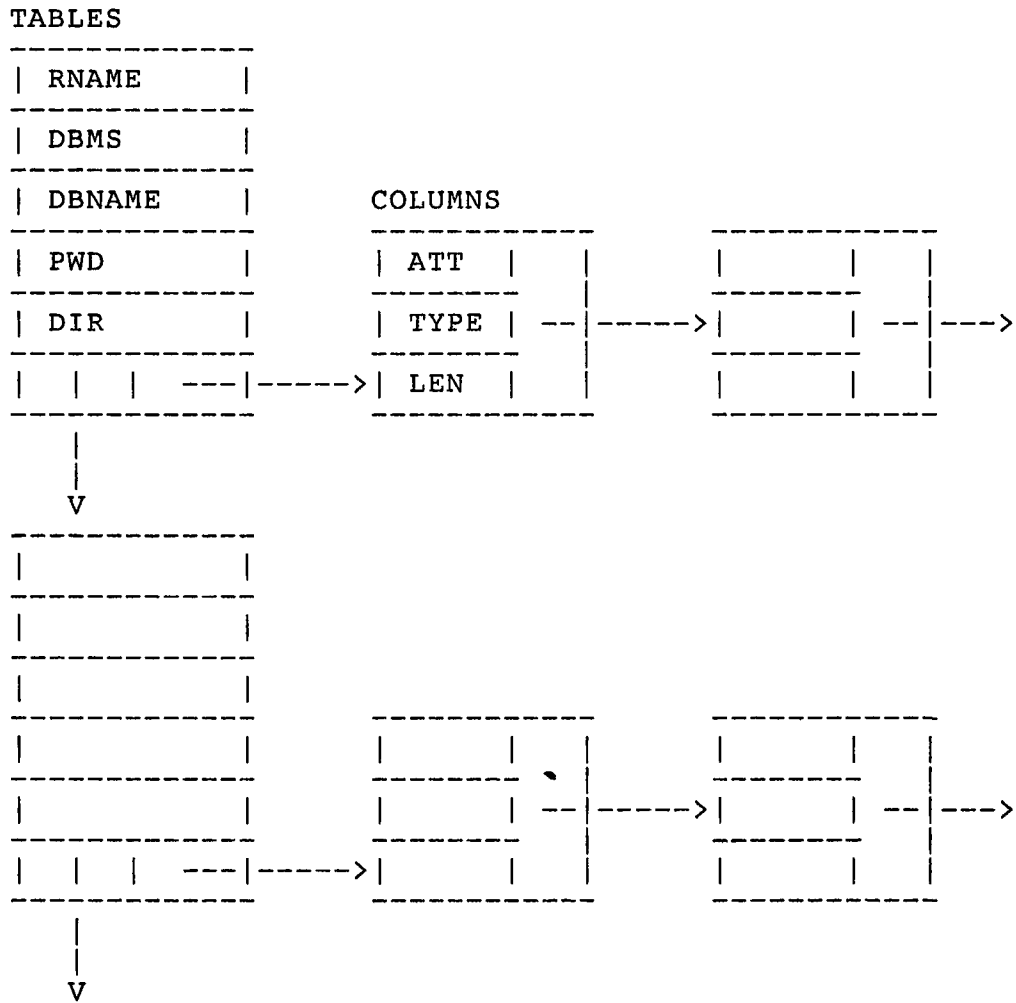 TABLES
RNAME
DBMS
DBNAME
COLUMNS
PWD
ATT
DIR
TYPE
LEN
V
V